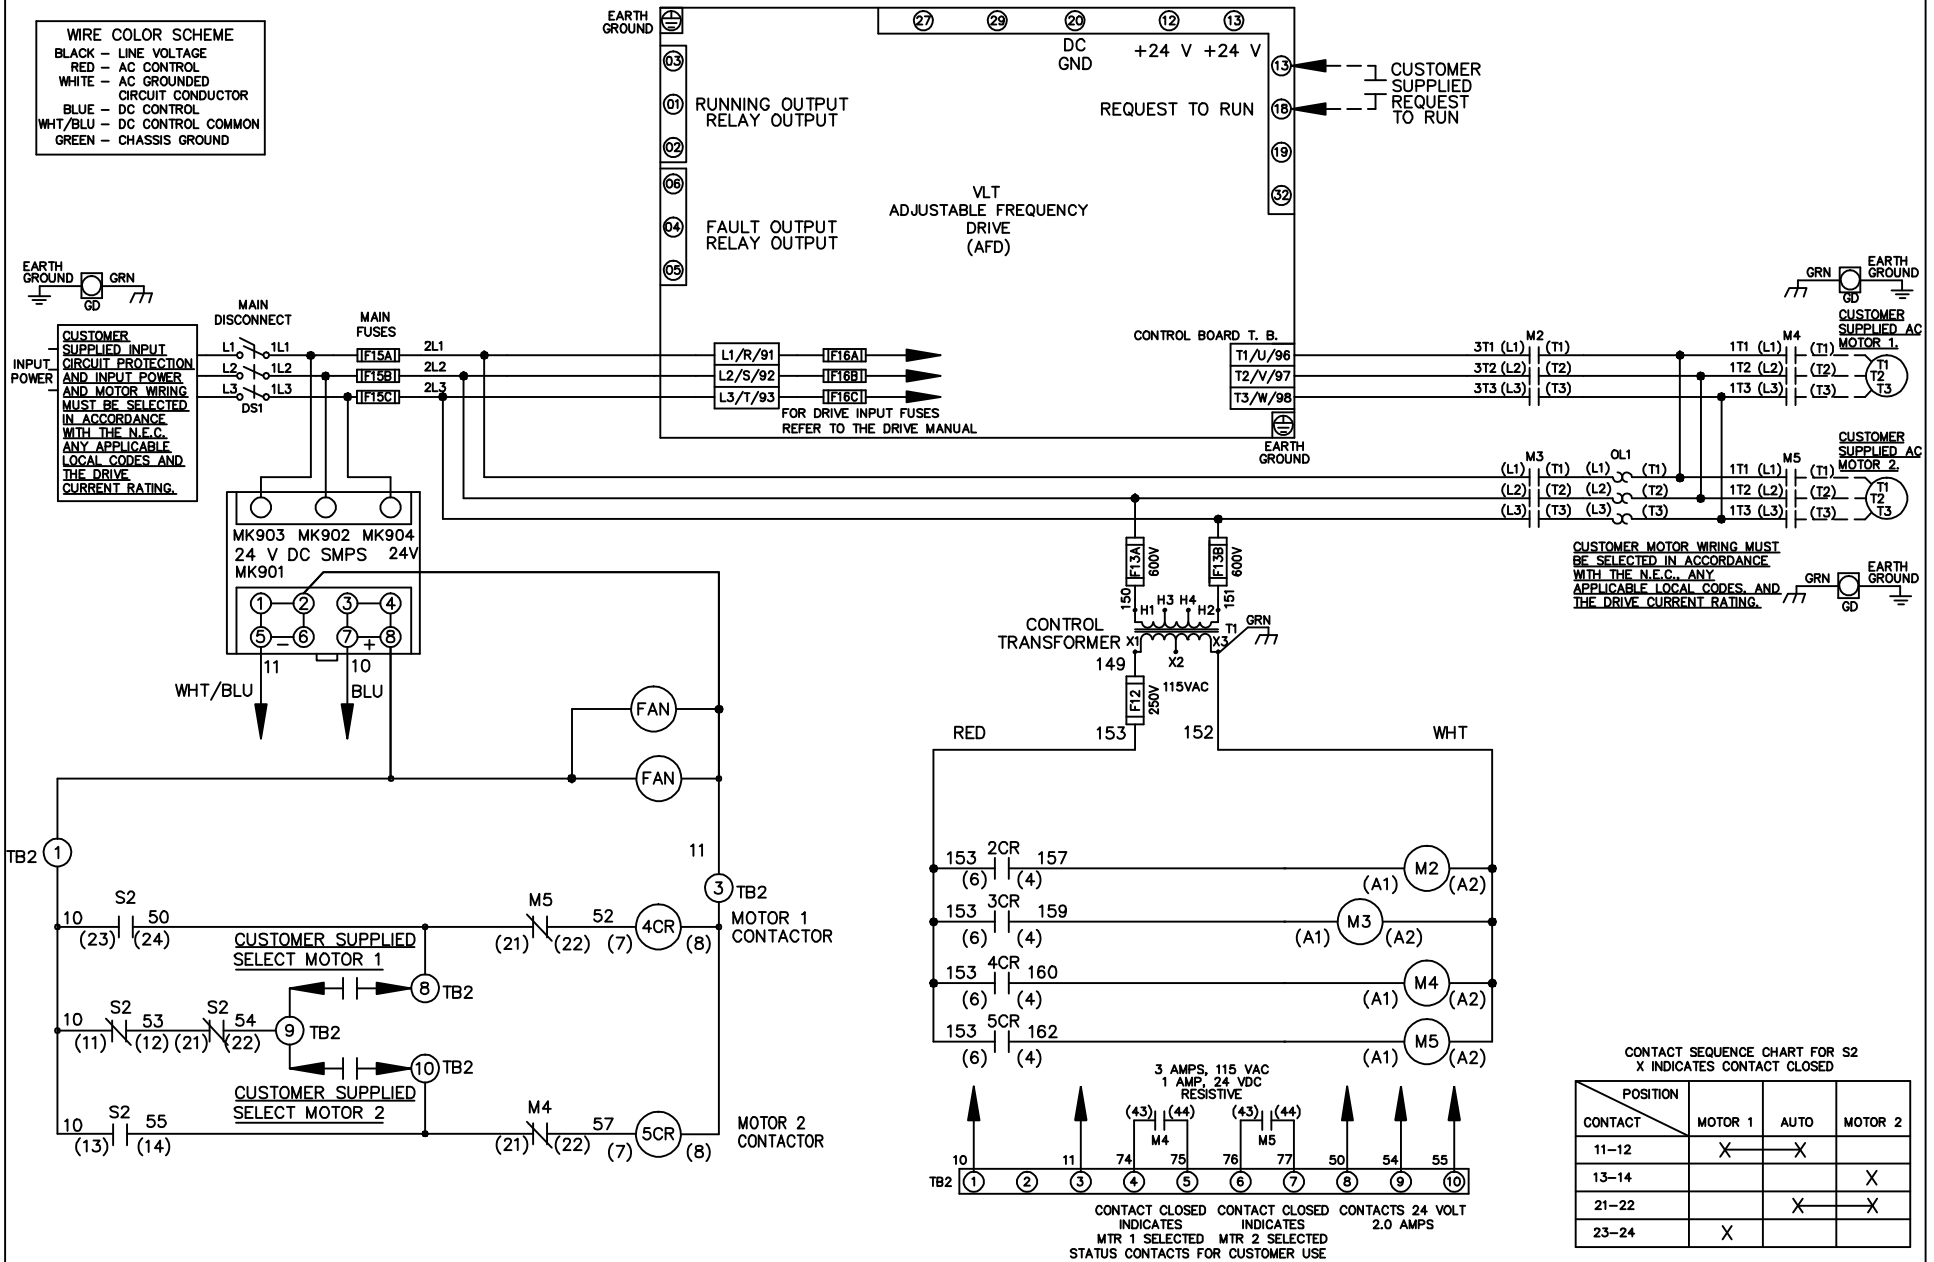 WIRE COLOR SCHEME
BLACK – LINE VOLTAGE
RED – AC CONTROL
WHITE – AC GROUNDED
CIRCUIT CONDUCTOR
BLUE – DC CONTROL
WHT/BLU – DC CONTROL COMMON
GREEN – CHASSIS GROUND
EARTH
GROUND
27 29 20 12 13
DC
GND
+24 V +24 V
03
01
02
RUNNING OUTPUT
RELAY OUTPUT
06
04
05
FAULT OUTPUT
RELAY OUTPUT
13
18
19
32
REQUEST TO RUN
CUSTOMER
SUPPLIED
REQUEST
TO RUN
VLT
ADJUSTABLE FREQUENCY
DRIVE
(AFD)
EARTH
GROUND
GRN
GD
INPUT
POWER
CUSTOMER
SUPPLIED INPUT
CIRCUIT PROTECTION
AND INPUT POWER
AND MOTOR WIRING
MUST BE SELECTED
IN ACCORDANCE
WITH THE N.E.C.
ANY APPLICABLE
LOCAL CODES AND
THE DRIVE
CURRENT RATING.
MAIN
DISCONNECT
L1 1L1
L2 1L2
L3 1L3
DS1
MAIN
FUSES
F15A 2L1
F15B 2L2
F15C 2L3
L1/R/91 F16A
L2/S/92 F16B
L3/T/93 F16C
FOR DRIVE INPUT FUSES
REFER TO THE DRIVE MANUAL
CONTROL BOARD T. B.
T1/U/96
T2/V/97
T3/W/98
EARTH
GROUND
M2
3T1 (L1) (T1)
3T2 (L2) (T2)
3T3 (L3) (T3)
M4
1T1 (L1) (T1)
1T2 (L2) (T2)
1T3 (L3) (T3)
GRN
EARTH
GROUND
GD
CUSTOMER
SUPPLIED AC
MOTOR 1.
T1
T2
T3
M3
(L1) (T1)
(L2) (T2)
(L3) (T3)
OL1
(L1) (T1)
(L2) (T2)
(L3) (T3)
M5
1T1 (L1) (T1)
1T2 (L2) (T2)
1T3 (L3) (T3)
CUSTOMER
SUPPLIED AC
MOTOR 2.
T1
T2
T3
CUSTOMER MOTOR WIRING MUST
BE SELECTED IN ACCORDANCE
WITH THE N.E.C., ANY
APPLICABLE LOCAL CODES, AND
THE DRIVE CURRENT RATING.
GRN
EARTH
GROUND
GD
MK903 MK902 MK904
24 V DC SMPS 24V
MK901
1 2 3 4
5 – 6 7 + 8
11
10
WHT/BLU
BLU
FAN
FAN
F13A
600V
F13B
600V
150
151
H1 H3 H4 H2
CONTROL
TRANSFORMER
T1
GRN
X1 X2 X3
149
F12
250V
115VAC
153
152
RED
WHT
TB2 1
11
3 TB2
S2
10 50
(23) (24)
M5
(21) (22)
52
(7) 4CR (8)
MOTOR 1
CONTACTOR
CUSTOMER SUPPLIED
SELECT MOTOR 1
8 TB2
S2 S2
10 53 54
(11) (12) (21) (22)
9 TB2
10 TB2
CUSTOMER SUPPLIED
SELECT MOTOR 2
S2
10 55
(13) (14)
M4
(21) (22)
57
(7) 5CR (8)
MOTOR 2
CONTACTOR
153 2CR 157
(6) (4)
(A1) M2 (A2)
153 3CR 159
(6) (4)
(A1) M3 (A2)
153 4CR 160
(6) (4)
(A1) M4 (A2)
153 5CR 162
(6) (4)
(A1) M5 (A2)
3 AMPS, 115 VAC
1 AMP, 24 VDC
RESISTIVE
(43) (44) (43) (44)
M4 M5
10 11 74 75 76 77 50 54 55
TB2 1 2 3 4 5 6 7 8 9 10
CONTACT CLOSED
INDICATES
MTR 1 SELECTED
CONTACT CLOSED
INDICATES
MTR 2 SELECTED
STATUS CONTACTS FOR CUSTOMER USE
CONTACTS 24 VOLT
2.0 AMPS
CONTACT SEQUENCE CHART FOR S2
X INDICATES CONTACT CLOSED
POSITION
CONTACT MOTOR 1 AUTO MOTOR 2
11–12 X X
13–14 X
21–22 X X
23–24 X